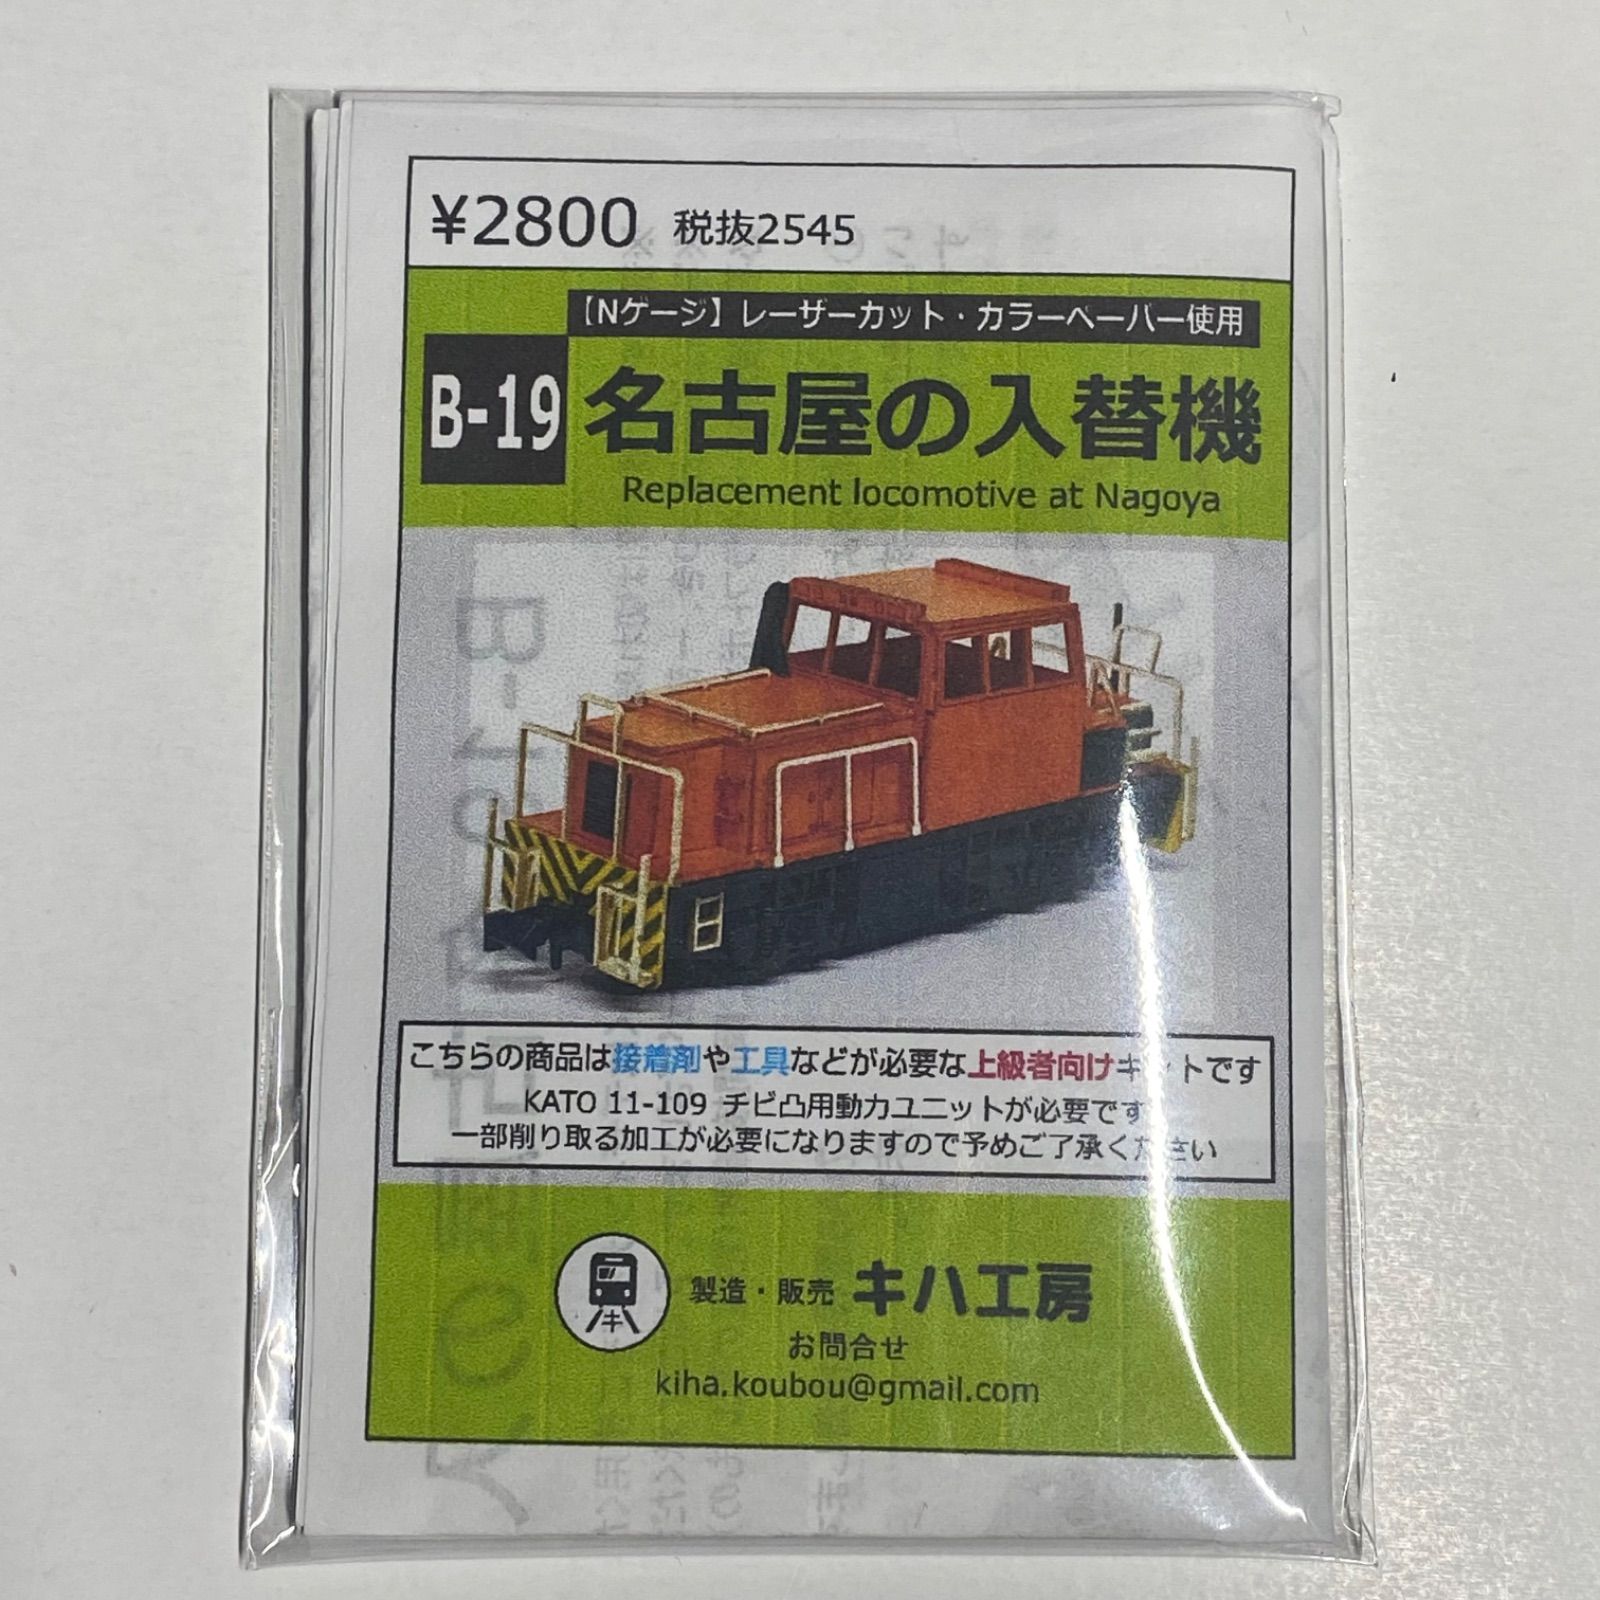 ¥2800 税抜2545
【Nゲージ】レーザーカット・カラーペーパー使用
B-19 名古屋の入替機
Replacement locomotive at Nagoya
こちらの商品は接着剤や工具などが必要な上級者向けキットです
KATO 11-109 チビ凸用動力ユニットが必要です
一部削り取る加工が必要になりますので予めご了承ください
キ
製造・販売 キハ工房
お問合せ
kiha.koubou@gmail.com